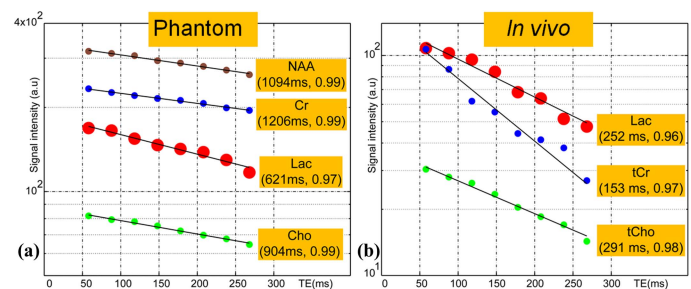 Phantom
4x10²
Signal Intensity (a.u)
10²
NAA
(1094ms, 0.99)
Cr
(1206ms, 0.99)
Lac
(621ms, 0.97)
Cho
(904ms, 0.99)
(a)
0 50 100 150 200 250 TE(ms)
In vivo
10²
Signal Intensity (a.u)
10¹
Lac
(252 ms, 0.96)
tCr
(153 ms, 0.97)
tCho
(291 ms, 0.98)
(b)
0 50 100 150 200 250 300 TE(ms)